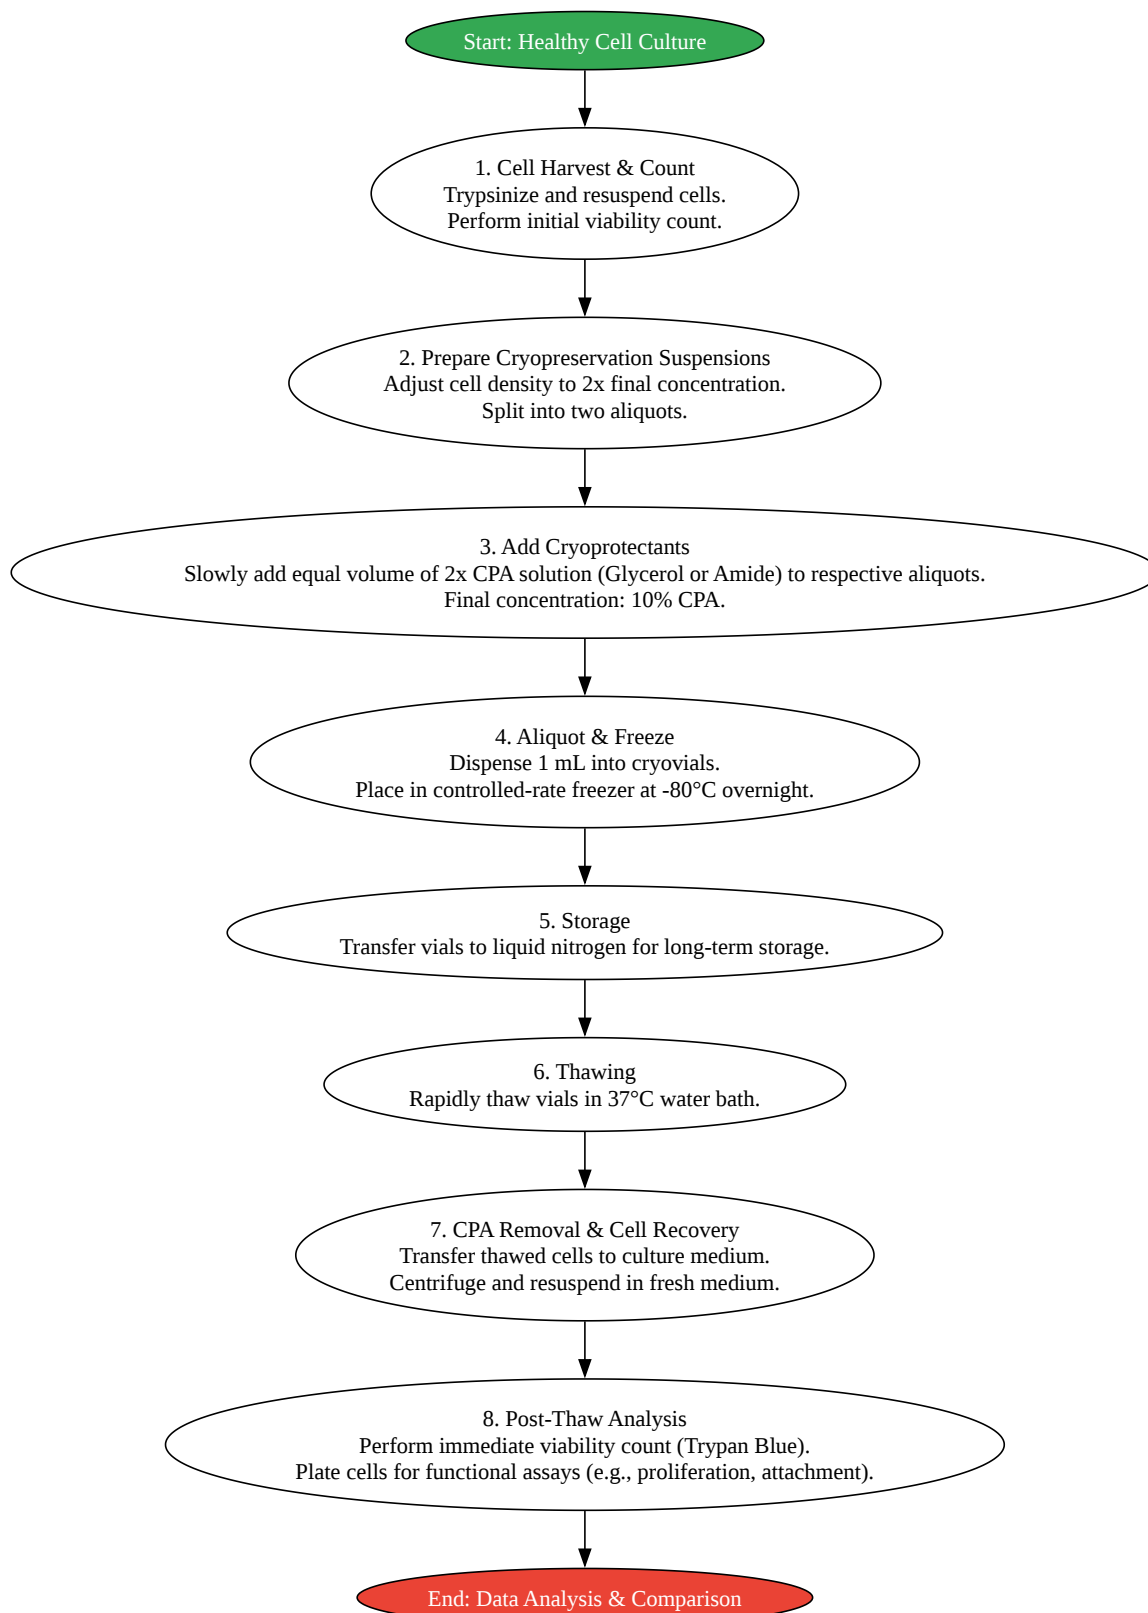 Start: Healthy Cell Culture
1. Cell Harvest & Count
Trypsinize and resuspend cells.
Perform initial viability count.
2. Prepare Cryopreservation Suspensions
Adjust cell density to 2x final concentration.
Split into two aliquots.
3. Add Cryoprotectants
Slowly add equal volume of 2x CPA solution (Glycerol or Amide) to respective aliquots.
Final concentration: 10% CPA.
4. Aliquot & Freeze
Dispense 1 mL into cryovials.
Place in controlled-rate freezer at -80°C overnight.
5. Storage
Transfer vials to liquid nitrogen for long-term storage.
6. Thawing
Rapidly thaw vials in 37°C water bath.
7. CPA Removal & Cell Recovery
Transfer thawed cells to culture medium.
Centrifuge and resuspend in fresh medium.
8. Post-Thaw Analysis
Perform immediate viability count (Trypan Blue).
Plate cells for functional assays (e.g., proliferation, attachment).
End: Data Analysis & Comparison